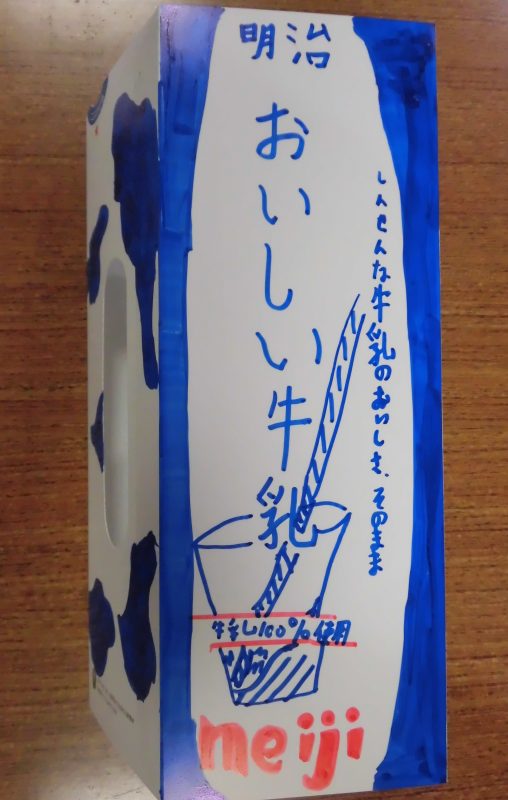 明治
おいしい牛乳
しんせんな牛乳のおいしさ、そのまま
牛乳100%使用
meiji